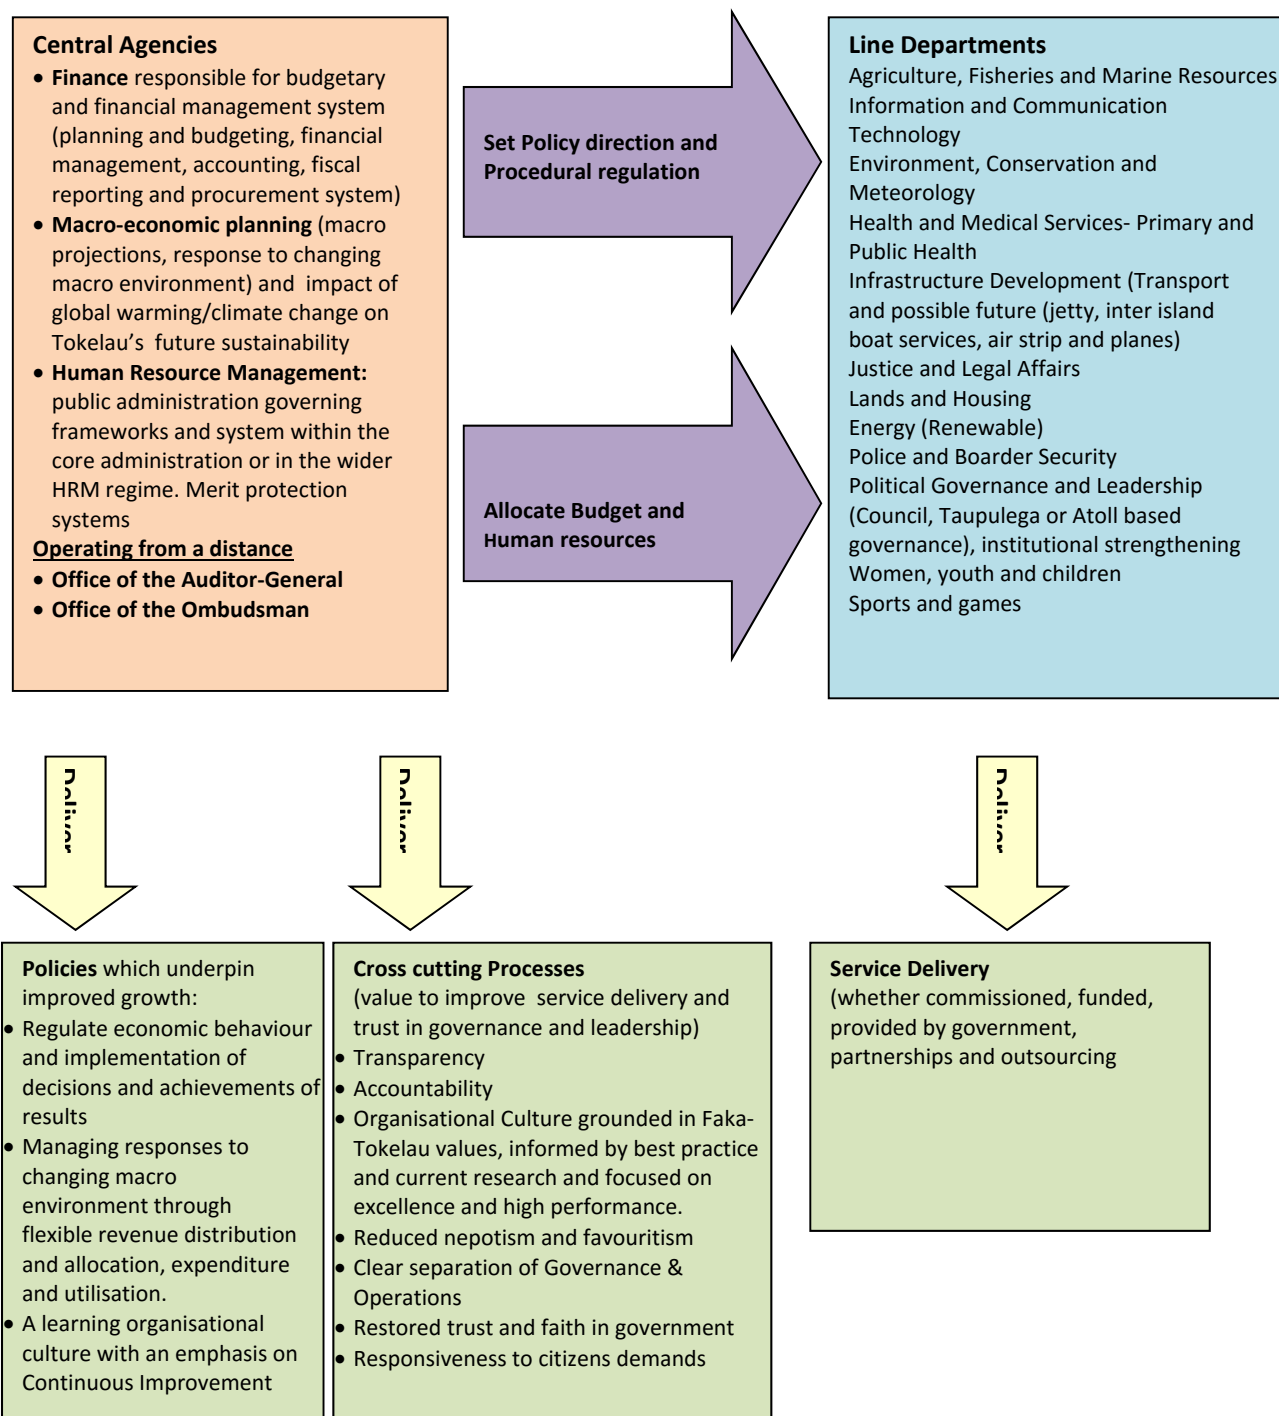 Central Agencies
• Finance responsible for budgetary
and financial management system
(planning and budgeting, financial
management, accounting, fiscal
reporting and procurement system)
• Macro-economic planning (macro
projections, response to changing
macro environment) and impact of
global warming/climate change on
Tokelau’s future sustainability
• Human Resource Management:
public administration governing
frameworks and system within the
core administration or in the wider
HRM regime. Merit protection
systems
Operating from a distance
• Office of the Auditor-General
• Office of the Ombudsman
Set Policy direction and
Procedural regulation
Allocate Budget and
Human resources
Line Departments
Agriculture, Fisheries and Marine Resources
Information and Communication
Technology
Environment, Conservation and
Meteorology
Health and Medical Services- Primary and
Public Health
Infrastructure Development (Transport
and possible future (jetty, inter island
boat services, air strip and planes)
Justice and Legal Affairs
Lands and Housing
Energy (Renewable)
Police and Boarder Security
Political Governance and Leadership
(Council, Taupulega or Atoll based
governance), institutional strengthening
Women, youth and children
Sports and games
Deliver
Deliver
Deliver
Policies which underpin
improved growth:
• Regulate economic behaviour
and implementation of
decisions and achievements of
results
• Managing responses to
changing macro
environment through
flexible revenue distribution
and allocation, expenditure
and utilisation.
• A learning organisational
culture with an emphasis on
Continuous Improvement
Cross cutting Processes
(value to improve service delivery and
trust in governance and leadership)
• Transparency
• Accountability
• Organisational Culture grounded in Faka-
Tokelau values, informed by best practice
and current research and focused on
excellence and high performance.
• Reduced nepotism and favouritism
• Clear separation of Governance &
Operations
• Restored trust and faith in government
• Responsiveness to citizens demands
Service Delivery
(whether commissioned, funded,
provided by government,
partnerships and outsourcing